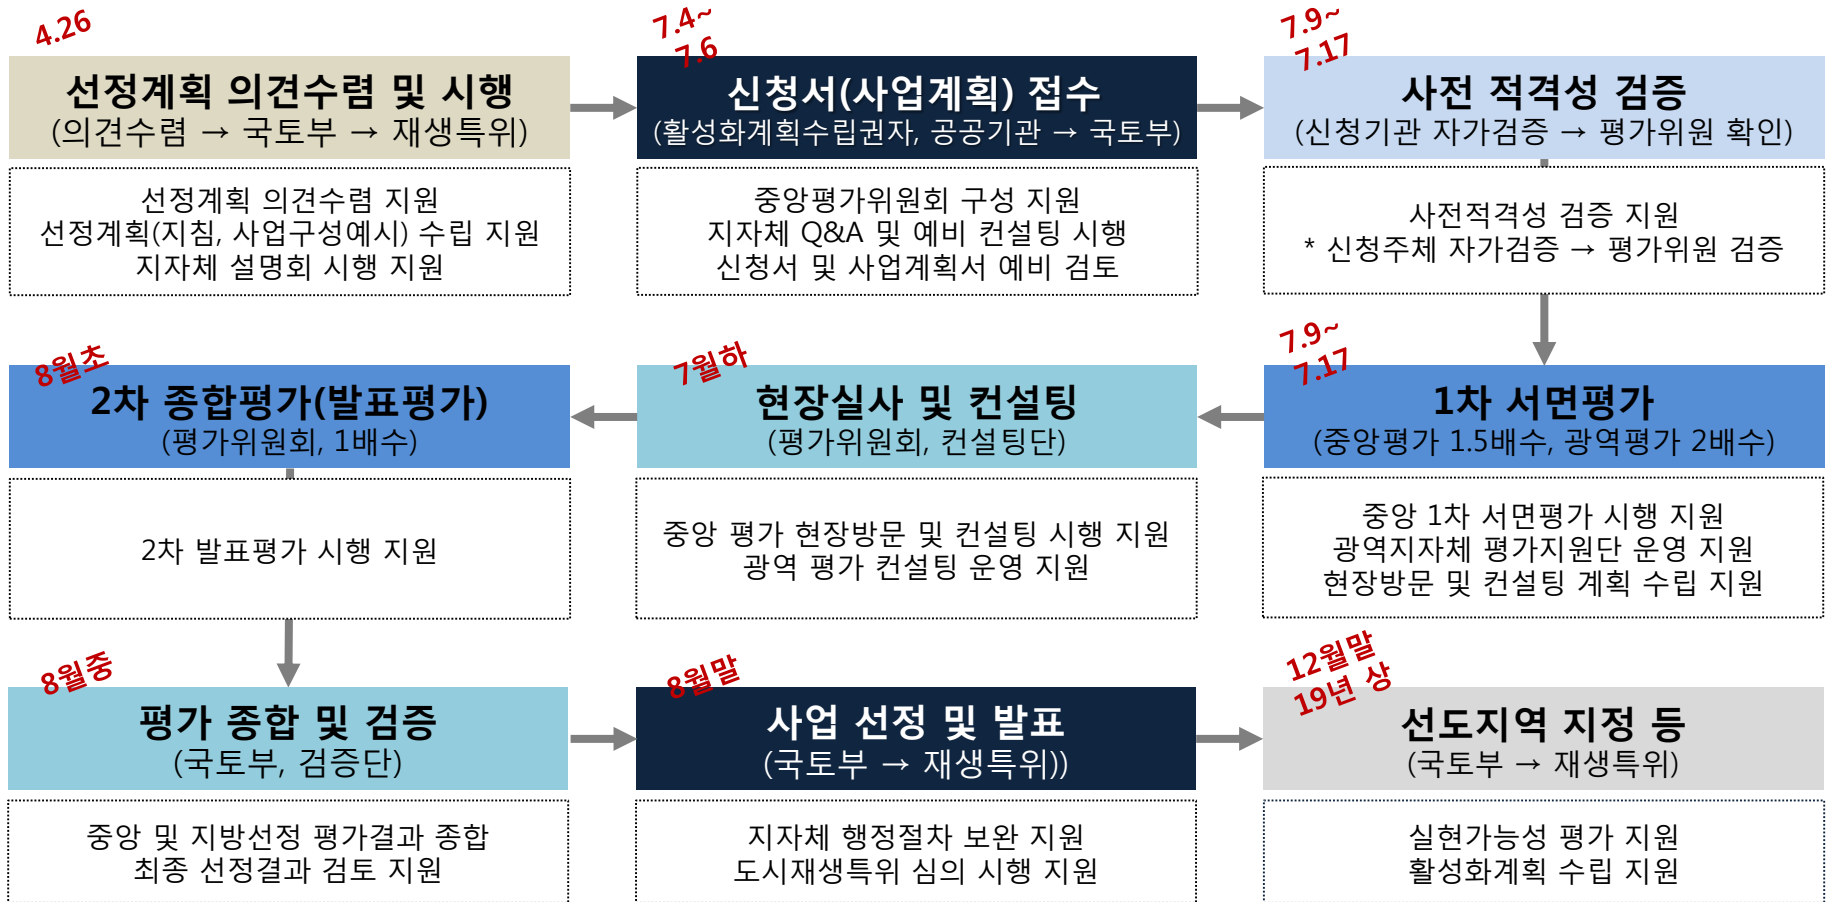 4.26
선정계획 의견수렴 및 시행
(의견수렴 → 국토부 → 재생특위)
선정계획 의견수렴 지원
선정계획(지침, 사업구성예시) 수립 지원
지자체 설명회 시행 지원
7.4~
7.6
신청서(사업계획) 접수
(활성화계획수립권자, 공공기관 → 국토부)
중앙평가위원회 구성 지원
지자체 Q&A 및 예비 컨설팅 시행
신청서 및 사업계획서 예비 검토
7.9~
7.17
사전 적격성 검증
(신청기관 자가검증 → 평가위원 확인)
사전적격성 검증 지원
* 신청주체 자가검증 → 평가위원 검증
7.9~
7.17
1차 서면평가
(중앙평가 1.5배수, 광역평가 2배수)
중앙 1차 서면평가 시행 지원
광역지자체 평가지원단 운영 지원
현장방문 및 컨설팅 계획 수립 지원
7월하
현장실사 및 컨설팅
(평가위원회, 컨설팅단)
중앙 평가 현장방문 및 컨설팅 시행 지원
광역 평가 컨설팅 운영 지원
8월초
2차 종합평가(발표평가)
(평가위원회, 1배수)
2차 발표평가 시행 지원
8월중
평가 종합 및 검증
(국토부, 검증단)
중앙 및 지방선정 평가결과 종합
최종 선정결과 검토 지원
8월말
사업 선정 및 발표
(국토부 → 재생특위))
지자체 행정절차 보완 지원
도시재생특위 심의 시행 지원
12월말
19년 상
선도지역 지정 등
(국토부 → 재생특위)
실현가능성 평가 지원
활성화계획 수립 지원